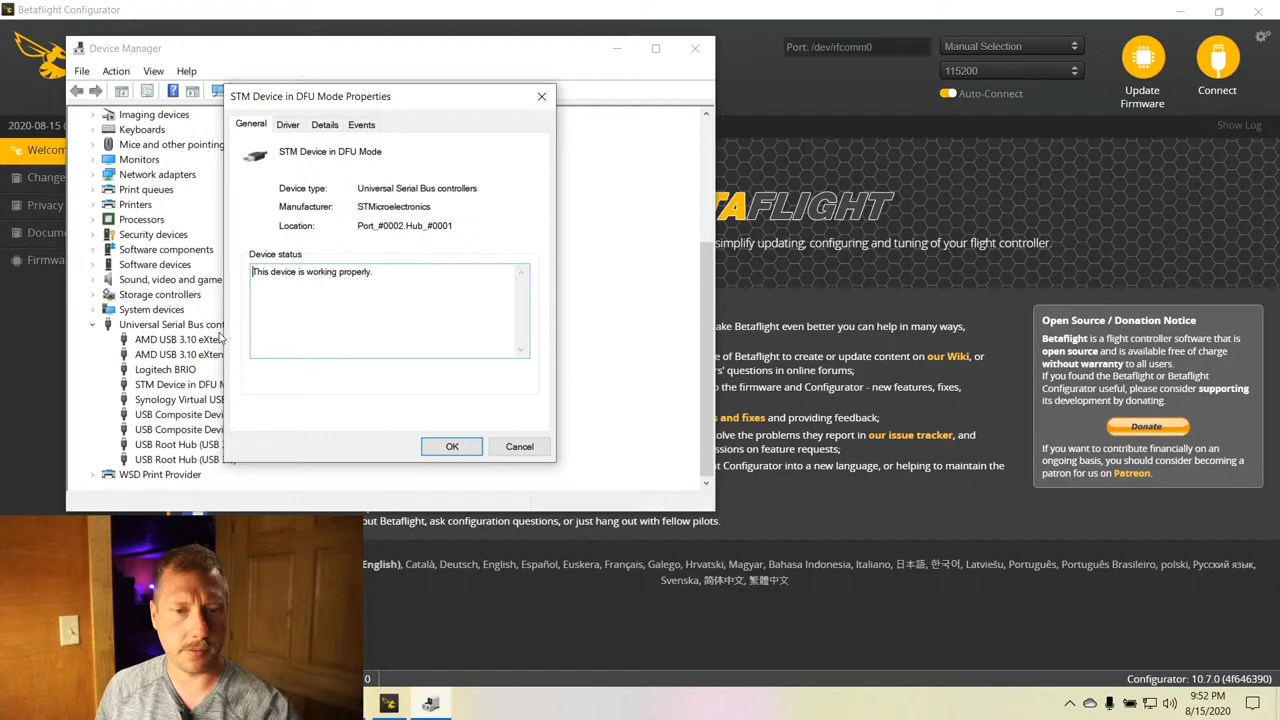 Betaflight Configurator
Device Manager
File Action View Help
Imaging devices
Keyboards
Mice and other pointing
Monitors
Network adapters
Print queues
Printers
Processors
Security devices
Software components
Software devices
Sound, video and game
Storage controllers
System devices
Universal Serial Bus cont
AMD USB 3.10 eXte
AMD USB 3.10 eXten
Logitech BRIO
STM Device in DFU M
Synology Virtual USB
USB Composite Devi
USB Composite Devi
USB Root Hub (USB 3
USB Root Hub (USB 3.
WSD Print Provider
STM Device in DFU Mode Properties
General Driver Details Events
STM Device in DFU Mode
Device type: Universal Serial Bus controllers
Manufacturer: STMicroelectronics
Location: Port_#0002.Hub_#0001
Device status
This device is working properly.
OK Cancel
Port: /dev/rfcomm0
Manual Selection
115200
Auto-Connect
Update
Firmware
Connect
2020-08-15
Show Log
Welcom
Change
Privacy
Docum
Firmwa
TAFLIGHT
simplify updating, configuring and tuning of your flight controller.
ake Betaflight even better you can help in many ways,
e of Betaflight to create or update content on our Wiki, or
rs' questions in online forums;
to the firmware and Configurator - new features, fixes,
s and fixes and providing feedback;
solve the problems they report in our issue tracker, and
t Configurator into a new language, or helping to maintain the
ssions on feature requests;
out Betaflight, ask configuration questions, or just hang out with fellow pilots.
Open Source / Donation Notice
Betaflight is a flight controller software that is
open source and is available free of charge
without warranty to all users.
If you found the Betaflight or Betaflight
Configurator useful, please consider supporting
its development by donating.
Donate
If you want to contribute financially on an
ongoing basis, you should consider becoming a
patron for us on Patreon.
English), Català, Deutsch, English, Español, Euskera, Français, Galego, Hrvatski, Magyar, Bahasa Indonesia, Italiano, 日本語, 한국어, Latviešu, Português, Português Brasileiro, polski, Русский язык,
Svenska, 简体中文, 繁體中文
0
Configurator: 10.7.0 (4f646390)
9:52 PM
8/15/2020